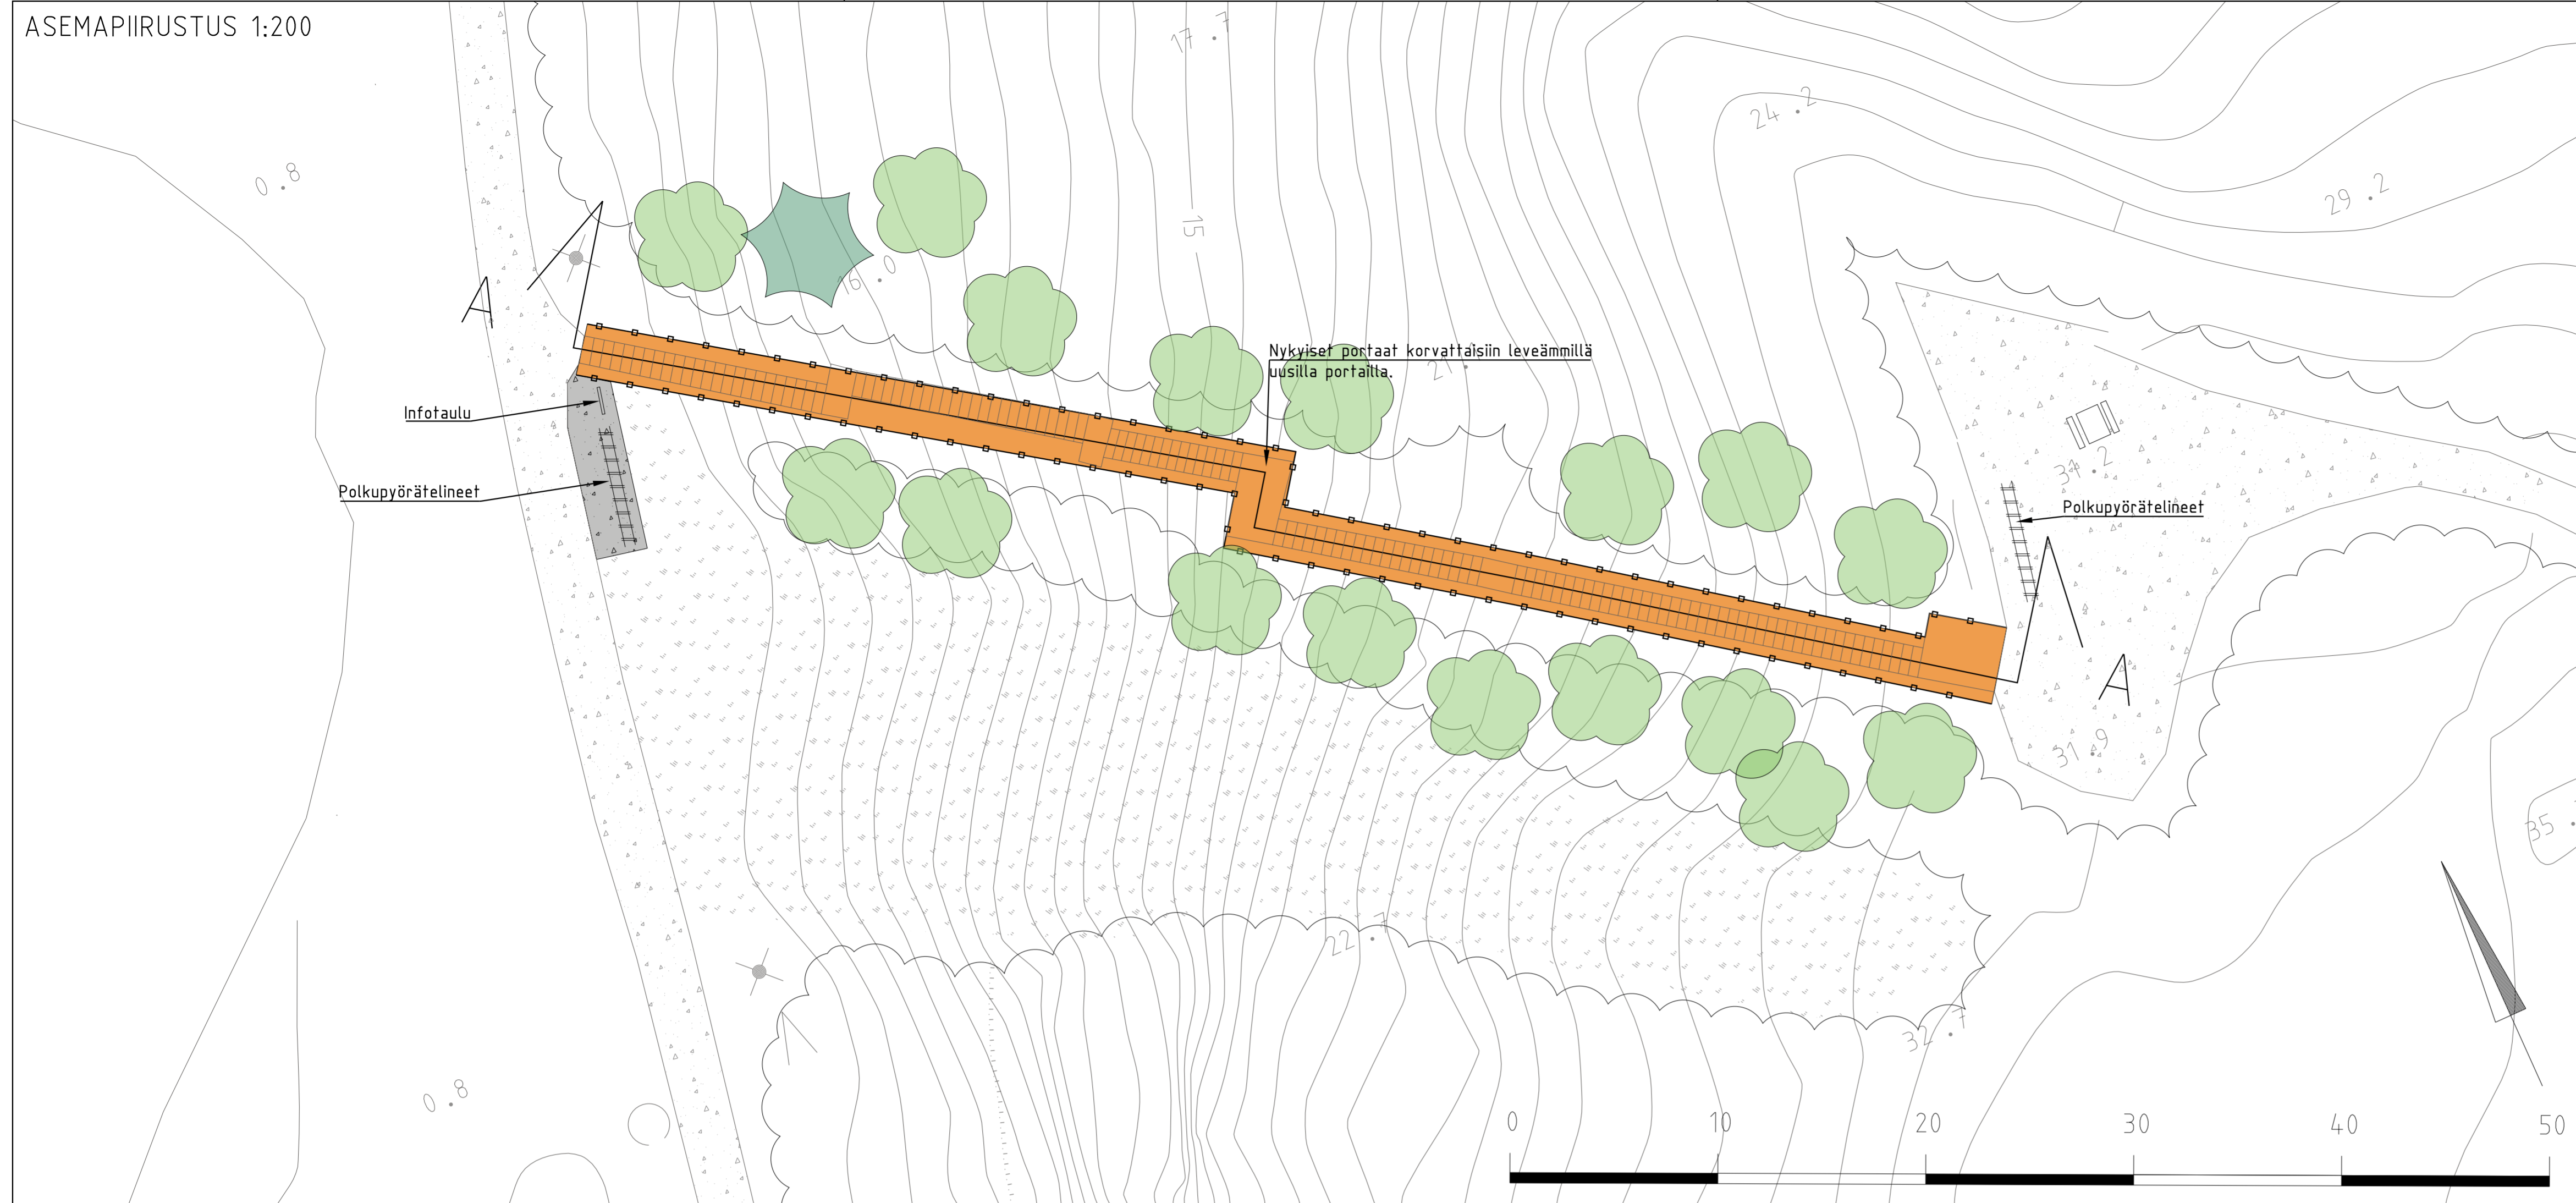 ASEMAPIIRUSTUS 1:200
17.7
24.2
0.8
29.2
15
16.0
A
Nykyiset portaat korvattaisiin leveämmillä
uusilla portailla.
Infotaulu
31.2
Polkupyörätelineet
Polkupyörätelineet
A
31.9
35
22.7
32.7
0.8
0 10 20 30 40 50